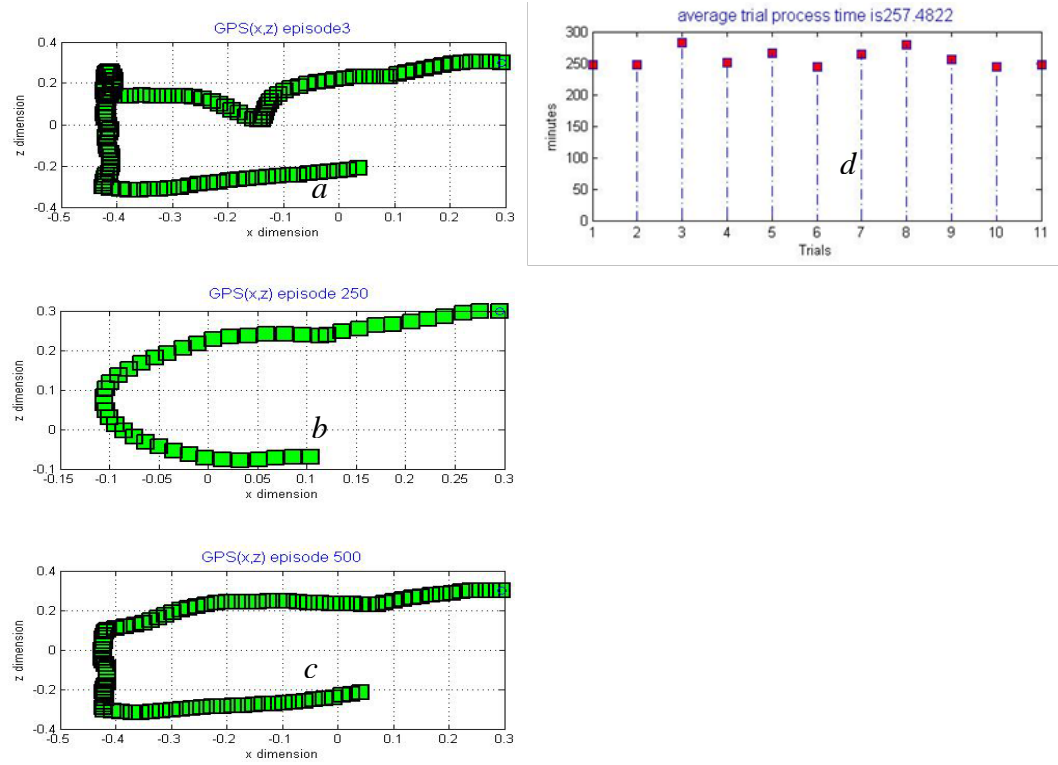 GPS(x,z) episode3
0.4
0.2
0
-0.2
-0.4
z dimension
-0.5 -0.4 -0.3 -0.2 -0.1 0 0.1 0.2 0.3
x dimension
a
average trial process time is257.4822
300
250
200
150
100
50
0
minutes
1 2 3 4 5 6 7 8 9 10 11
Trials
d
GPS(x,z) episode 250
0.3
0.2
0.1
0
-0.1
z dimension
-0.15 -0.1 -0.05 0 0.05 0.1 0.15 0.2 0.25 0.3
x dimension
b
GPS(x,z) episode 500
0.4
0.2
0
-0.2
-0.4
z dimension
-0.5 -0.4 -0.3 -0.2 -0.1 0 0.1 0.2 0.3
x dimension
c